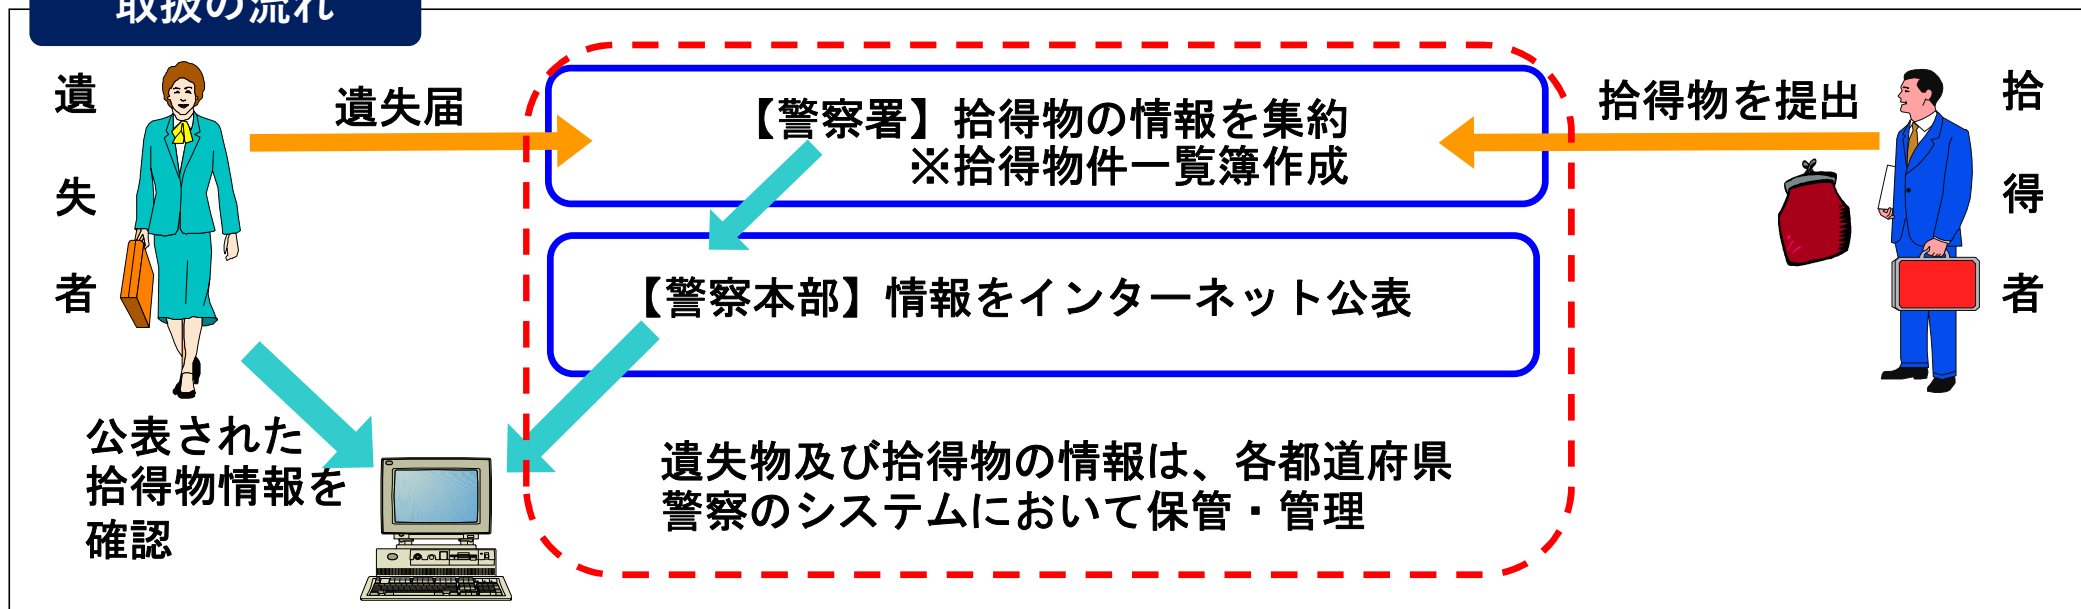 取扱の流れ
遺失者
遺失届
【警察署】拾得物の情報を集約
※拾得物件一覧簿作成
拾得物を提出
拾得者
【警察本部】情報をインターネット公表
公表された
拾得物情報を
確認
遺失物及び拾得物の情報は、各都道府県
警察のシステムにおいて保管・管理